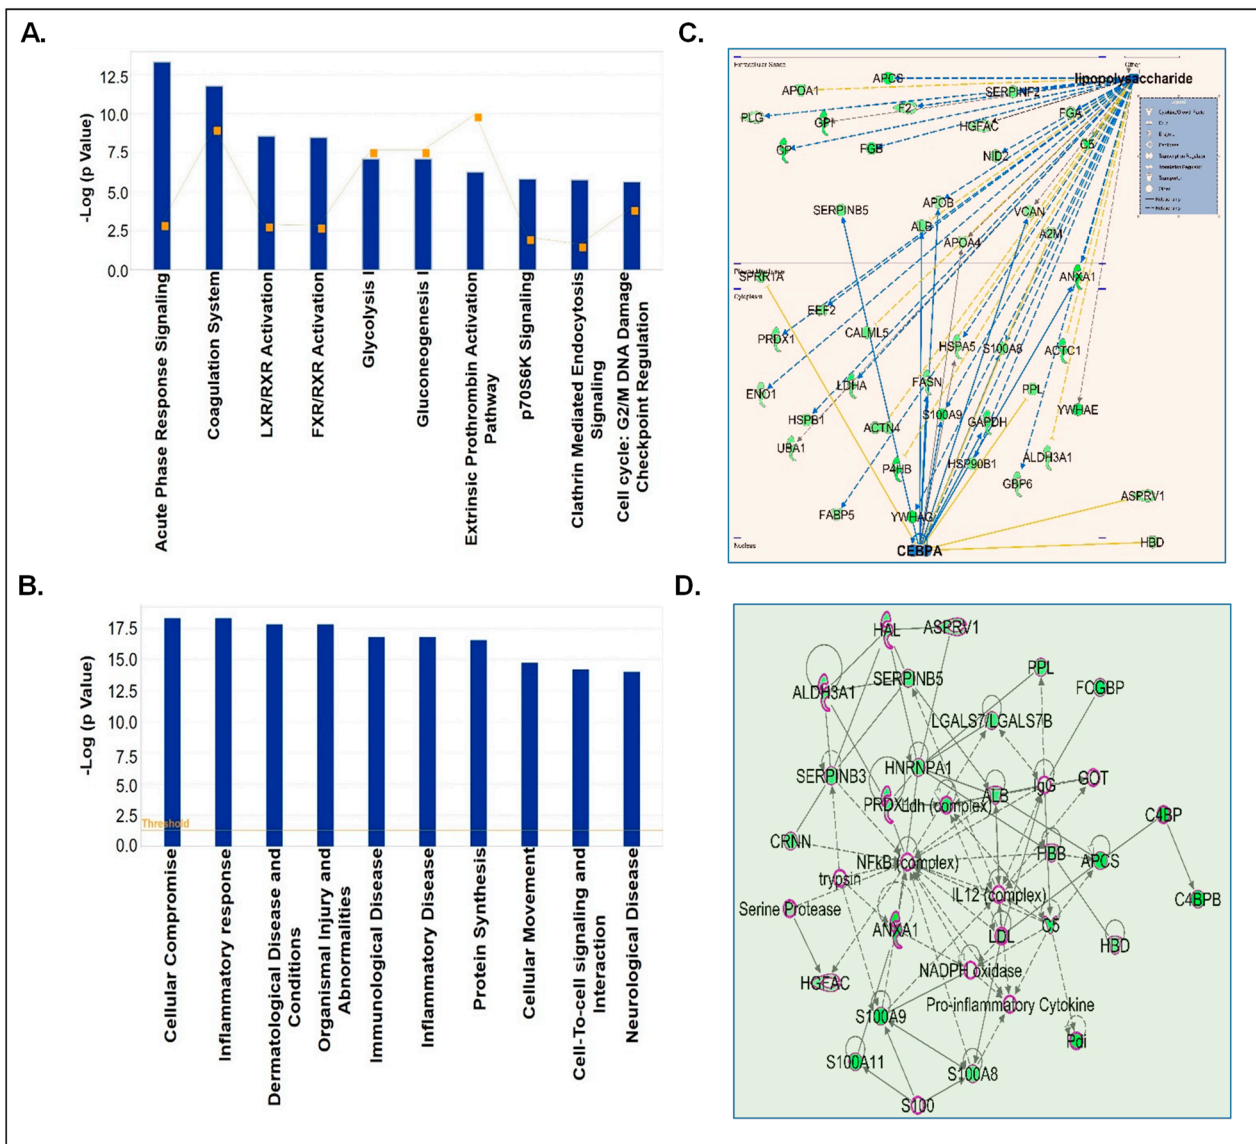 A.
-Log (p Value)
12.5
10.0
7.5
5.0
2.5
0.0
Acute Phase Response Signaling
Coagulation System
LXR/RXR Activation
FXR/RXR Activation
Glycolysis I
Gluconeogenesis I
Extrinsic Prothrombin Activation
Pathway
p70S6K Signaling
Clathrin Mediated Endocytosis
Signaling
Cell cycle: G2/M DNA Damage
Checkpoint Regulation
B.
-Log (p Value)
17.5
15.0
12.5
10.0
7.5
5.0
2.5
Threshold
0.0
Cellular Compromise
Inflammatory response
Dermatological Disease and
Conditions
Organismal Injury and
Abnormalities
Immunological Disease
Inflammatory Disease
Protein Synthesis
Cellular Movement
Cell-To-cell signaling and
Interaction
Neurological Disease
C.
Extracellular Space
Other
lipopolysaccharide
APCS
APOA1
SERPINF2
F2
PLG
GPI
FGA
HGFAC
FGB
NID2
C5
SERPINB5
APOB
VCAN
ALB
A2M
APOA4
SPRR1A
ANXA1
Cytoplasm
EEF2
CALML5
PRDX1
HSPA5
S100A8
ACTC1
LDHA
FASN
PPL
ENO1
S100A9
YWHAE
HSPB1
ACTN4
GAPDH
UBA1
P4HB
HSP90B1
ALDH3A1
GBP6
ASPRV1
FABP5
YWHAG
Nucleus
CEBPA
HBD
D.
HAL
ASPRV1
ALDH3A1
SERPINB5
PPL
FCGBP
LGALS7/LGALS7B
SERPINB3
HNRNPA1
IgG
GOT
ALB
Ldh (complex)
C4BP
CRNN
NFkB (complex)
HBB
APCS
trypsin
IL12 (complex)
C4BPB
Serine Protease
ANXA1
LDL
C5
HBD
NADPH oxidase
HGFAC
Pro-inflammatory Cytokine
S100A9
Pdi
S100A11
S100A8
S100